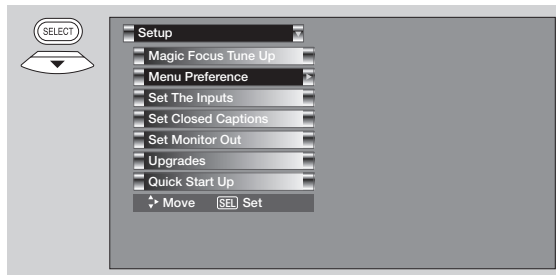 SELECT
Setup
Magic Focus Tune Up
Menu Preference
Set The Inputs
Set Closed Captions
Set Monitor Out
Upgrades
Quick Start Up
Move SEL Set